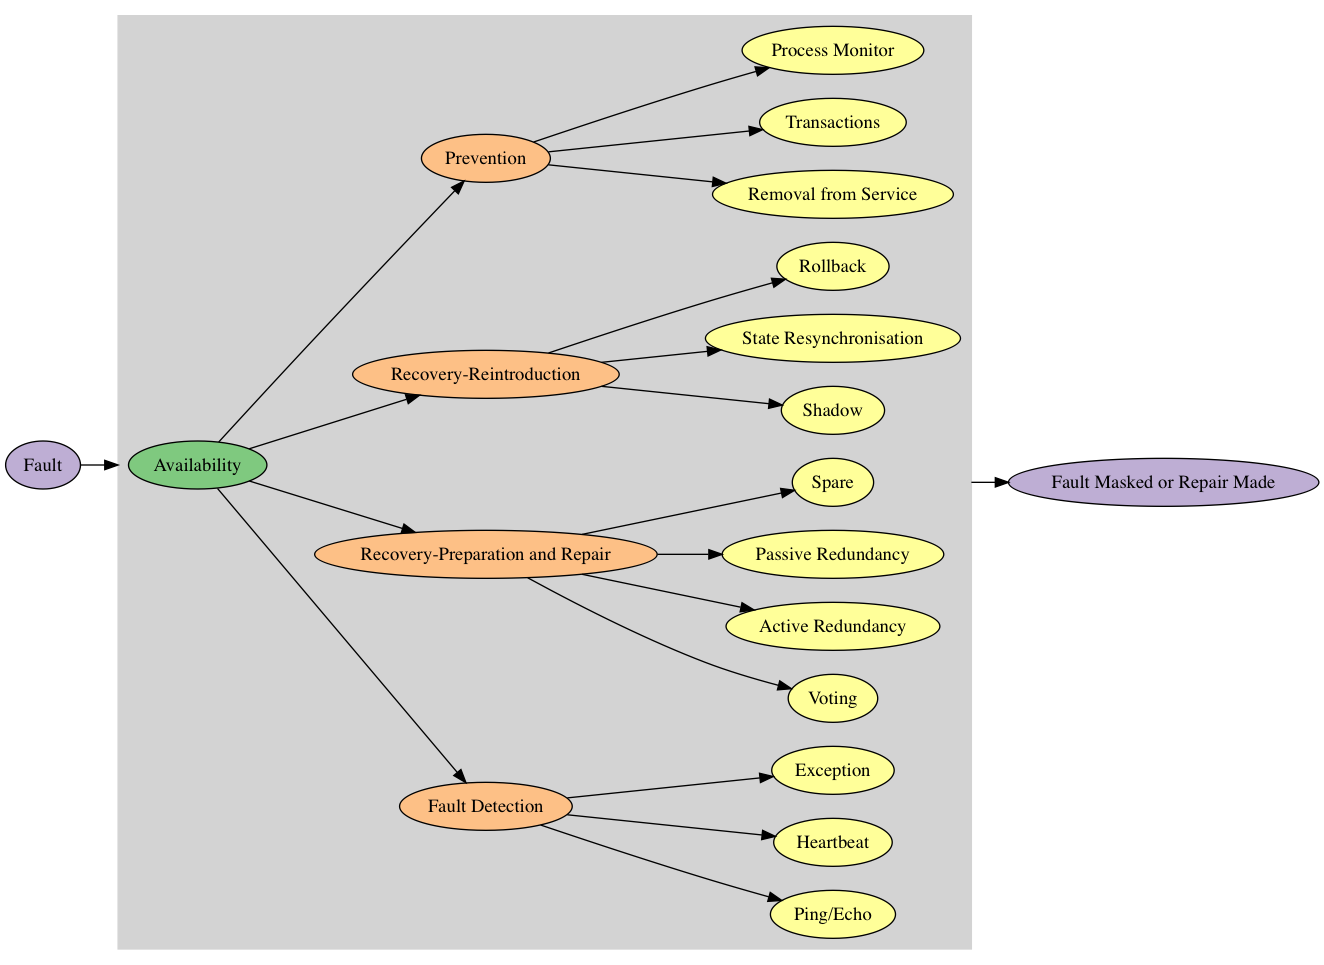 Fault
Availability
Prevention
Process Monitor
Transactions
Removal from Service
Recovery-Reintroduction
Rollback
State Resynchronisation
Shadow
Recovery-Preparation and Repair
Spare
Passive Redundancy
Active Redundancy
Voting
Fault Detection
Exception
Heartbeat
Ping/Echo
Fault Masked or Repair Made